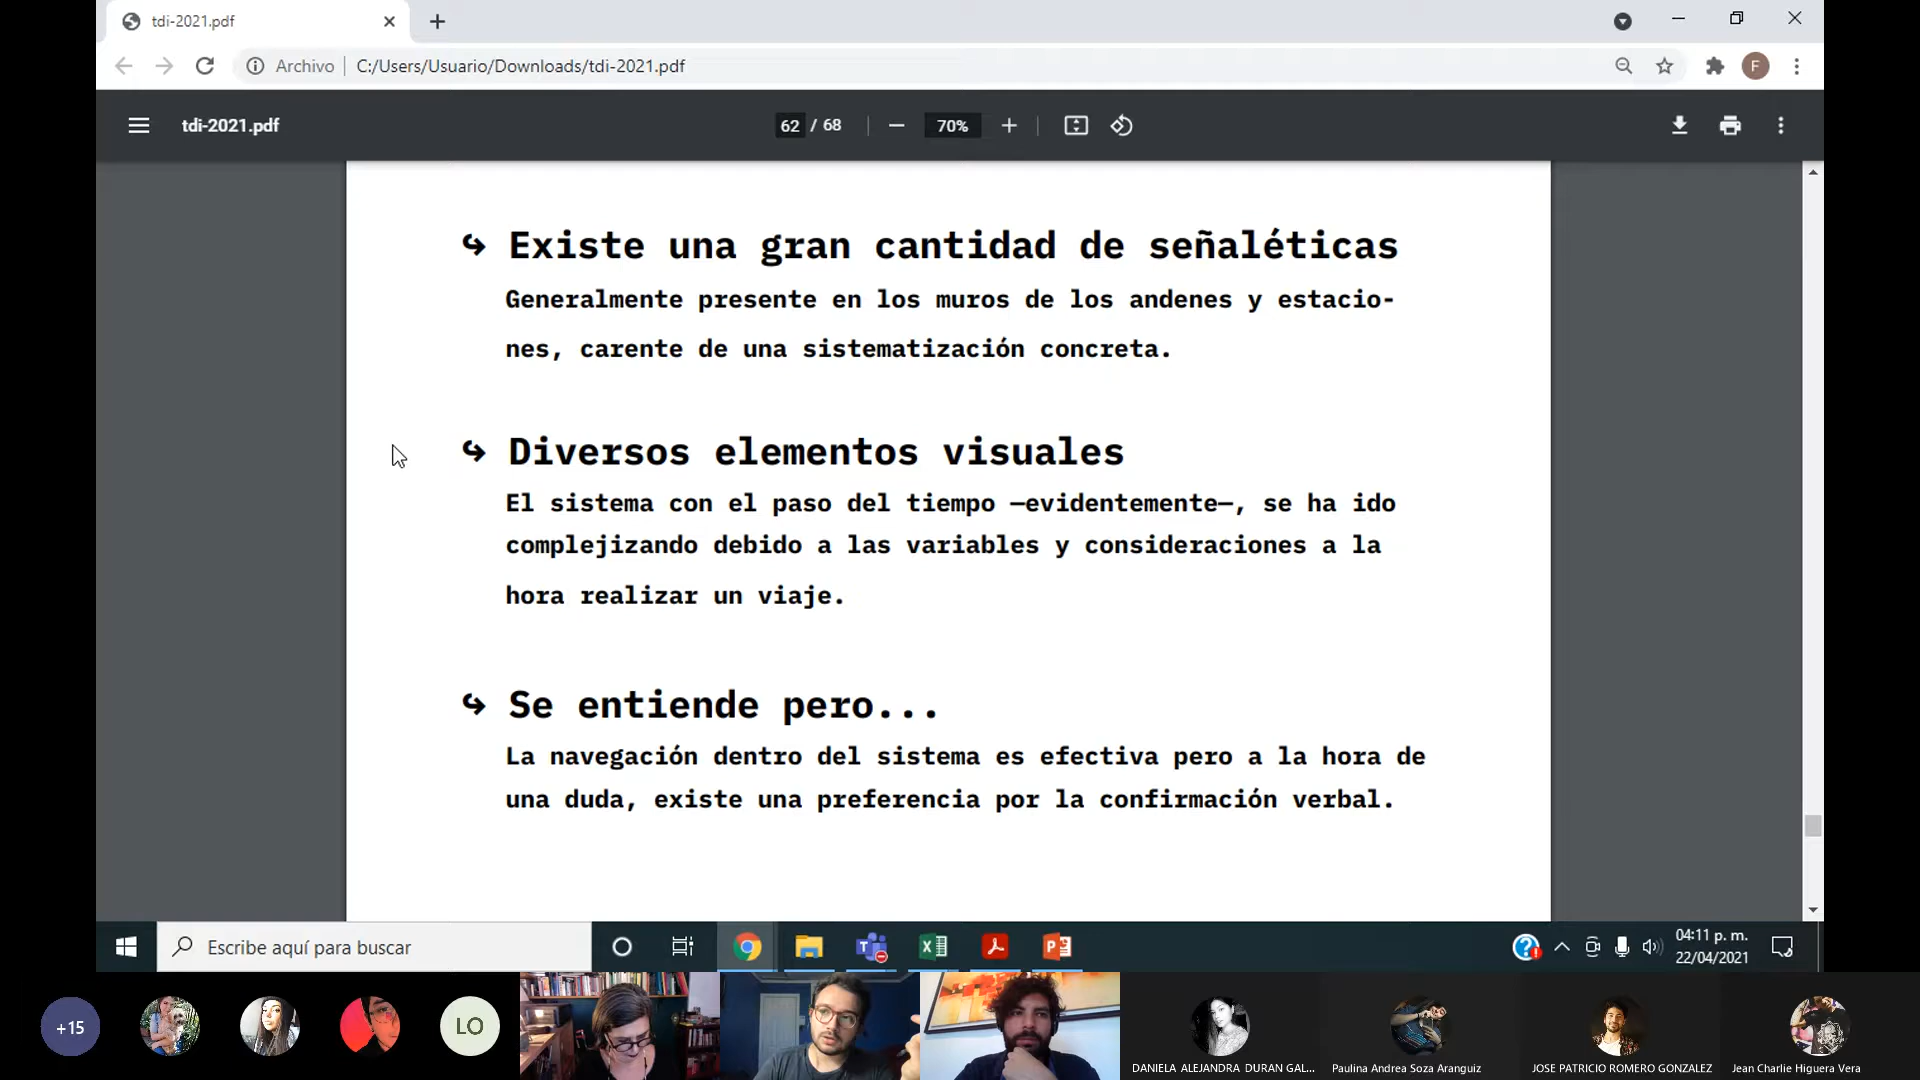 tdi-2021.pdf
Archivo
C:/Users/Usuario/Downloads/tdi-2021.pdf
F
tdi-2021.pdf
62 / 68
70%
↪ Existe una gran cantidad de señaléticas
Generalmente presente en los muros de los andenes y estacio-
nes, carente de una sistematización concreta.
↪ Diversos elementos visuales
El sistema con el paso del tiempo —evidentemente—, se ha ido
complejizando debido a las variables y consideraciones a la
hora realizar un viaje.
↪ Se entiende pero...
La navegación dentro del sistema es efectiva pero a la hora de
una duda, existe una preferencia por la confirmación verbal.
Escribe aquí para buscar
04:11 p. m.
22/04/2021
+15
LO
DANIELA ALEJANDRA DURAN GAL...
Paulina Andrea Soza Aranguiz
JOSE PATRICIO ROMERO GONZALEZ
Jean Charlie Higuera Vera